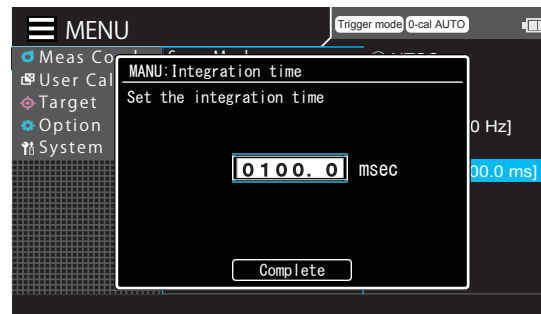 MENU
Trigger mode 0-cal AUTO
Meas Co
User Cal
Target
Option
System
MANU:Integration time
Set the integration time
0100. 0 msec
Complete
0 Hz]
00.0 ms]